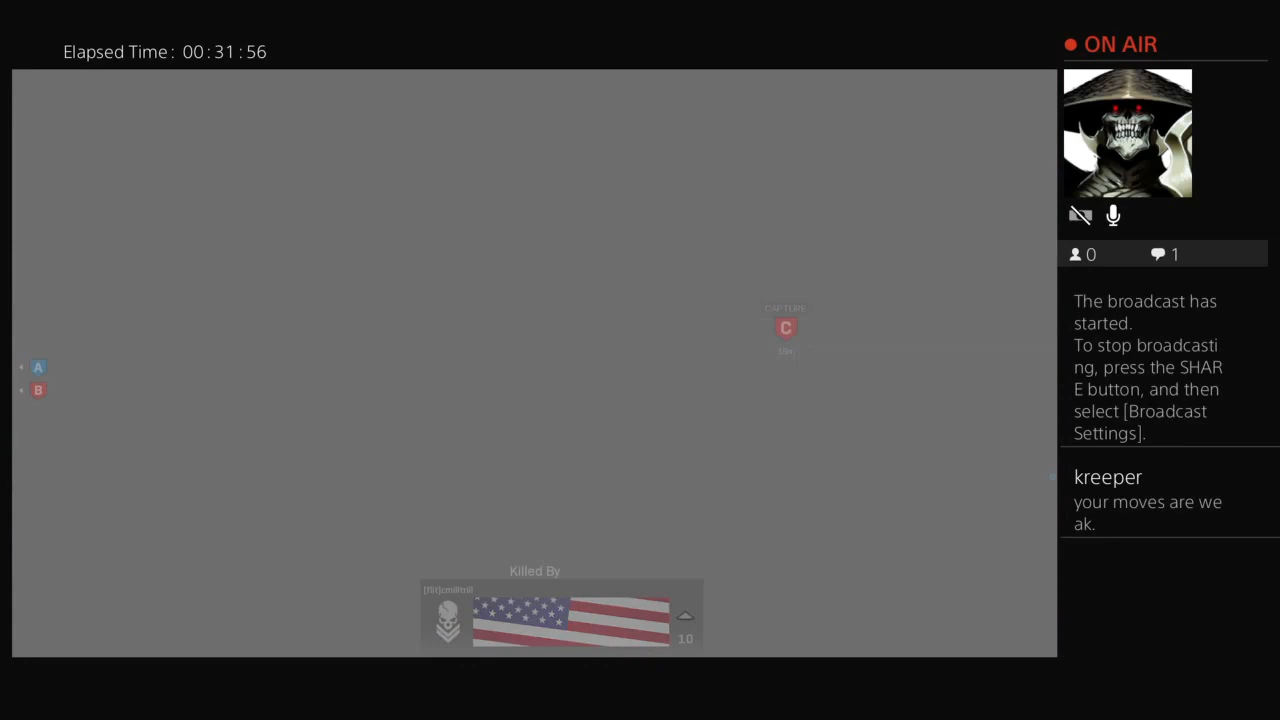 Elapsed Time: 00:31:56
ON AIR
0
1
The broadcast has
started.
To stop broadcasti
ng, press the SHAR
E button, and then
select [Broadcast
Settings].
kreeper
your moves are we
ak.
CAPTURE
C
A
B
Killed By
10